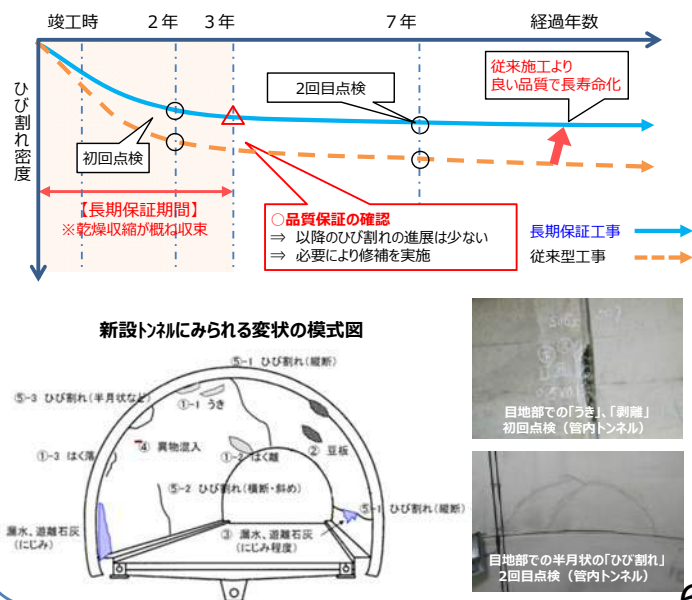 竣工時
2年
3年
7年
経過年数
ひび割れ密度
初回点検
2回目点検
従来施工より
良い品質で長寿命化
【長期保証期間】
※乾燥収縮が概ね収束
○品質保証の確認
⇒ 以降のひび割れの進展は少ない
⇒ 必要により修補を実施
長期保証工事
従来型工事
新設トンネルにみられる変状の模式図
⑤-1 ひび割れ(縦断)
⑤-3 ひび割れ(半月状など)
①-1 うき
④ 異物混入
①-2 はく離
② 豆板
①-3 はく落
⑤-2 ひび割れ(横断・斜め)
⑤-1 ひび割れ(縦断)
漏水、遊離石灰
(にじみ)
③ 漏水、遊離石灰
(にじみ程度)
目地部での「うき」、「剥離」
初回点検(管内トンネル)
目地部での半月状の「ひび割れ」
2回目点検(管内トンネル)